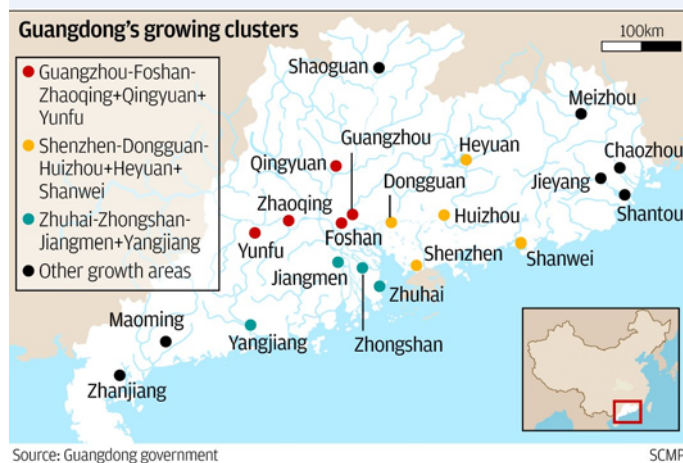 Guangdong's growing clusters
100km
Guangzhou-Foshan-
Zhaoqing+Qingyuan+
Yunfu
Shenzhen-Dongguan-
Huizhou+Heyuan+
Shanwei
Zhuhai-Zhongshan-
Jiangmen+Yangjiang
Other growth areas
Shaoguan
Meizhou
Guangzhou
Heyuan
Chaozhou
Qingyuan
Dongguan
Jieyang
Zhaoqing
Huizhou
Shantou
Yunfu
Foshan
Shenzhen
Shanwei
Jiangmen
Zhuhai
Maoming
Yangjiang
Zhongshan
Zhanjiang
Source: Guangdong government
SCMP